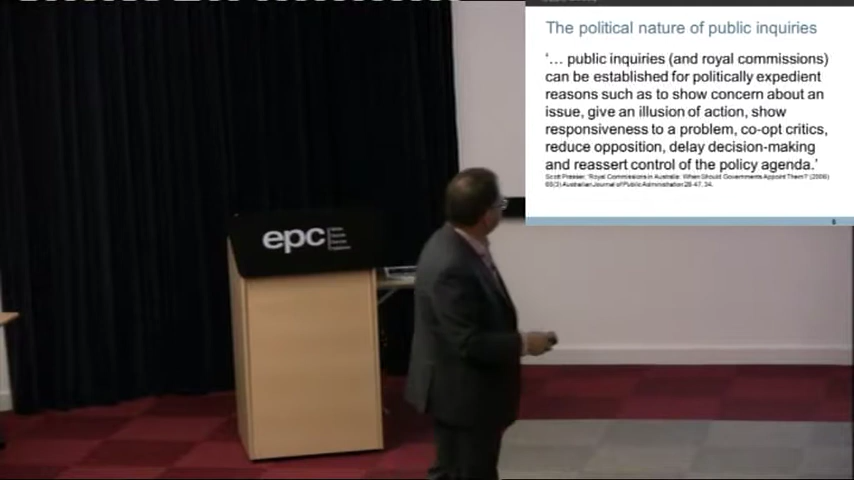 The political nature of public inquiries
'… public inquiries (and royal commissions)
can be established for politically expedient
reasons such as to show concern about an
issue, give an illusion of action, show
responsiveness to a problem, co-opt critics,
reduce opposition, delay decision-making
and reassert control of the policy agenda.'
Scott Prasser, 'Royal Commissions in Australia: When Should Governments Appoint Them?' (2006)
65(3) Australian Journal of Public Administration 28-47, 34.
epc